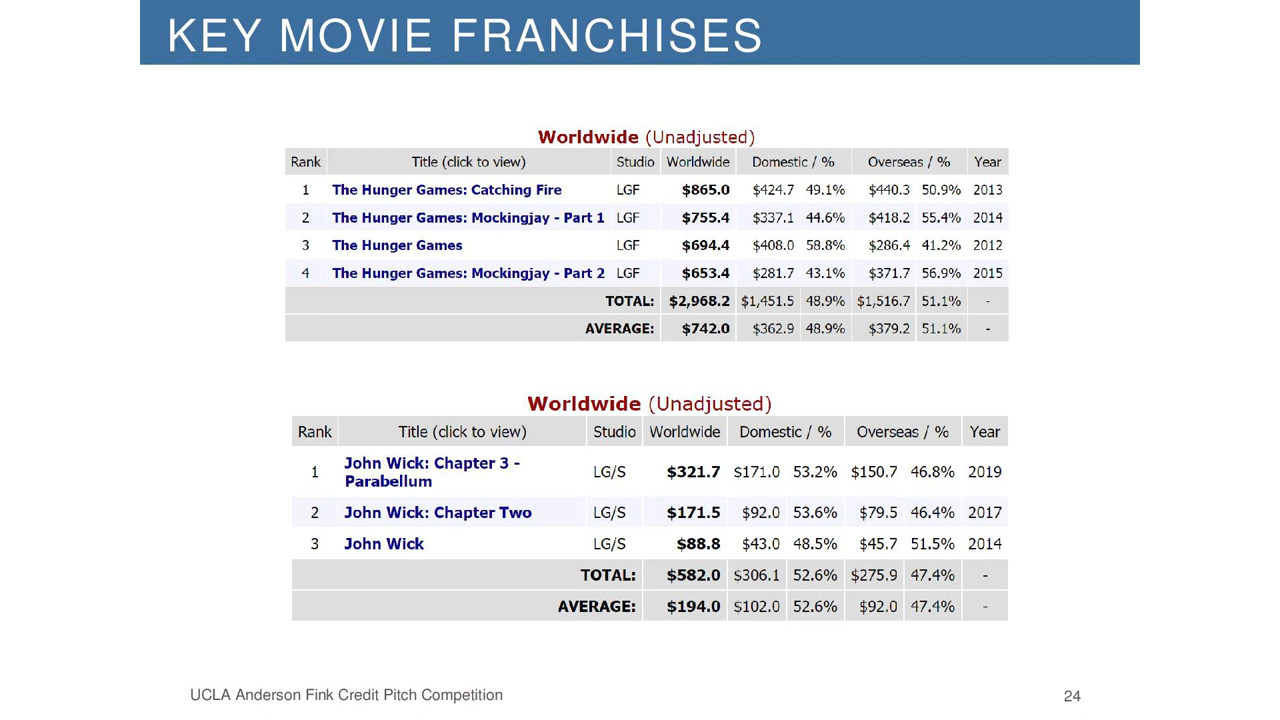 KEY MOVIE FRANCHISES
Worldwide (Unadjusted)
Rank Title (click to view) Studio Worldwide Domestic / % Overseas / % Year
1 The Hunger Games: Catching Fire LGF $865.0 $424.7 49.1% $440.3 50.9% 2013
2 The Hunger Games: Mockingjay - Part 1 LGF $755.4 $337.1 44.6% $418.2 55.4% 2014
3 The Hunger Games LGF $694.4 $408.0 58.8% $286.4 41.2% 2012
4 The Hunger Games: Mockingjay - Part 2 LGF $653.4 $281.7 43.1% $371.7 56.9% 2015
TOTAL: $2,968.2 $1,451.5 48.9% $1,516.7 51.1% -
AVERAGE: $742.0 $362.9 48.9% $379.2 51.1% -
Worldwide (Unadjusted)
Rank Title (click to view) Studio Worldwide Domestic / % Overseas / % Year
1 John Wick: Chapter 3 - Parabellum LG/S $321.7 $171.0 53.2% $150.7 46.8% 2019
2 John Wick: Chapter Two LG/S $171.5 $92.0 53.6% $79.5 46.4% 2017
3 John Wick LG/S $88.8 $43.0 48.5% $45.7 51.5% 2014
TOTAL: $582.0 $306.1 52.6% $275.9 47.4% -
AVERAGE: $194.0 $102.0 52.6% $92.0 47.4% -
UCLA Anderson Fink Credit Pitch Competition 24